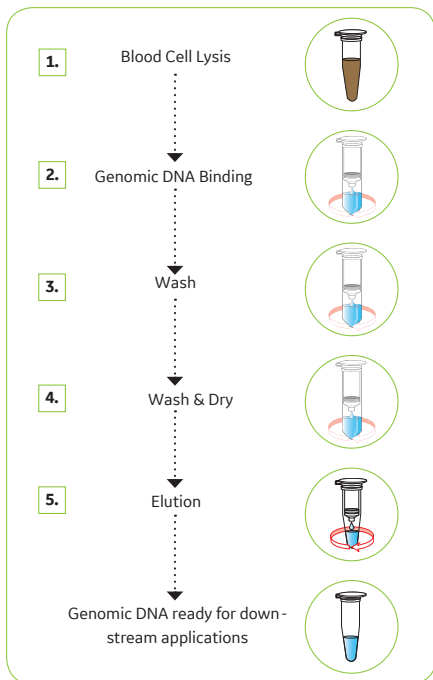 1.
Blood Cell Lysis
2.
Genomic DNA Binding
3.
Wash
4.
Wash & Dry
5.
Elution
Genomic DNA ready for down-
stream applications